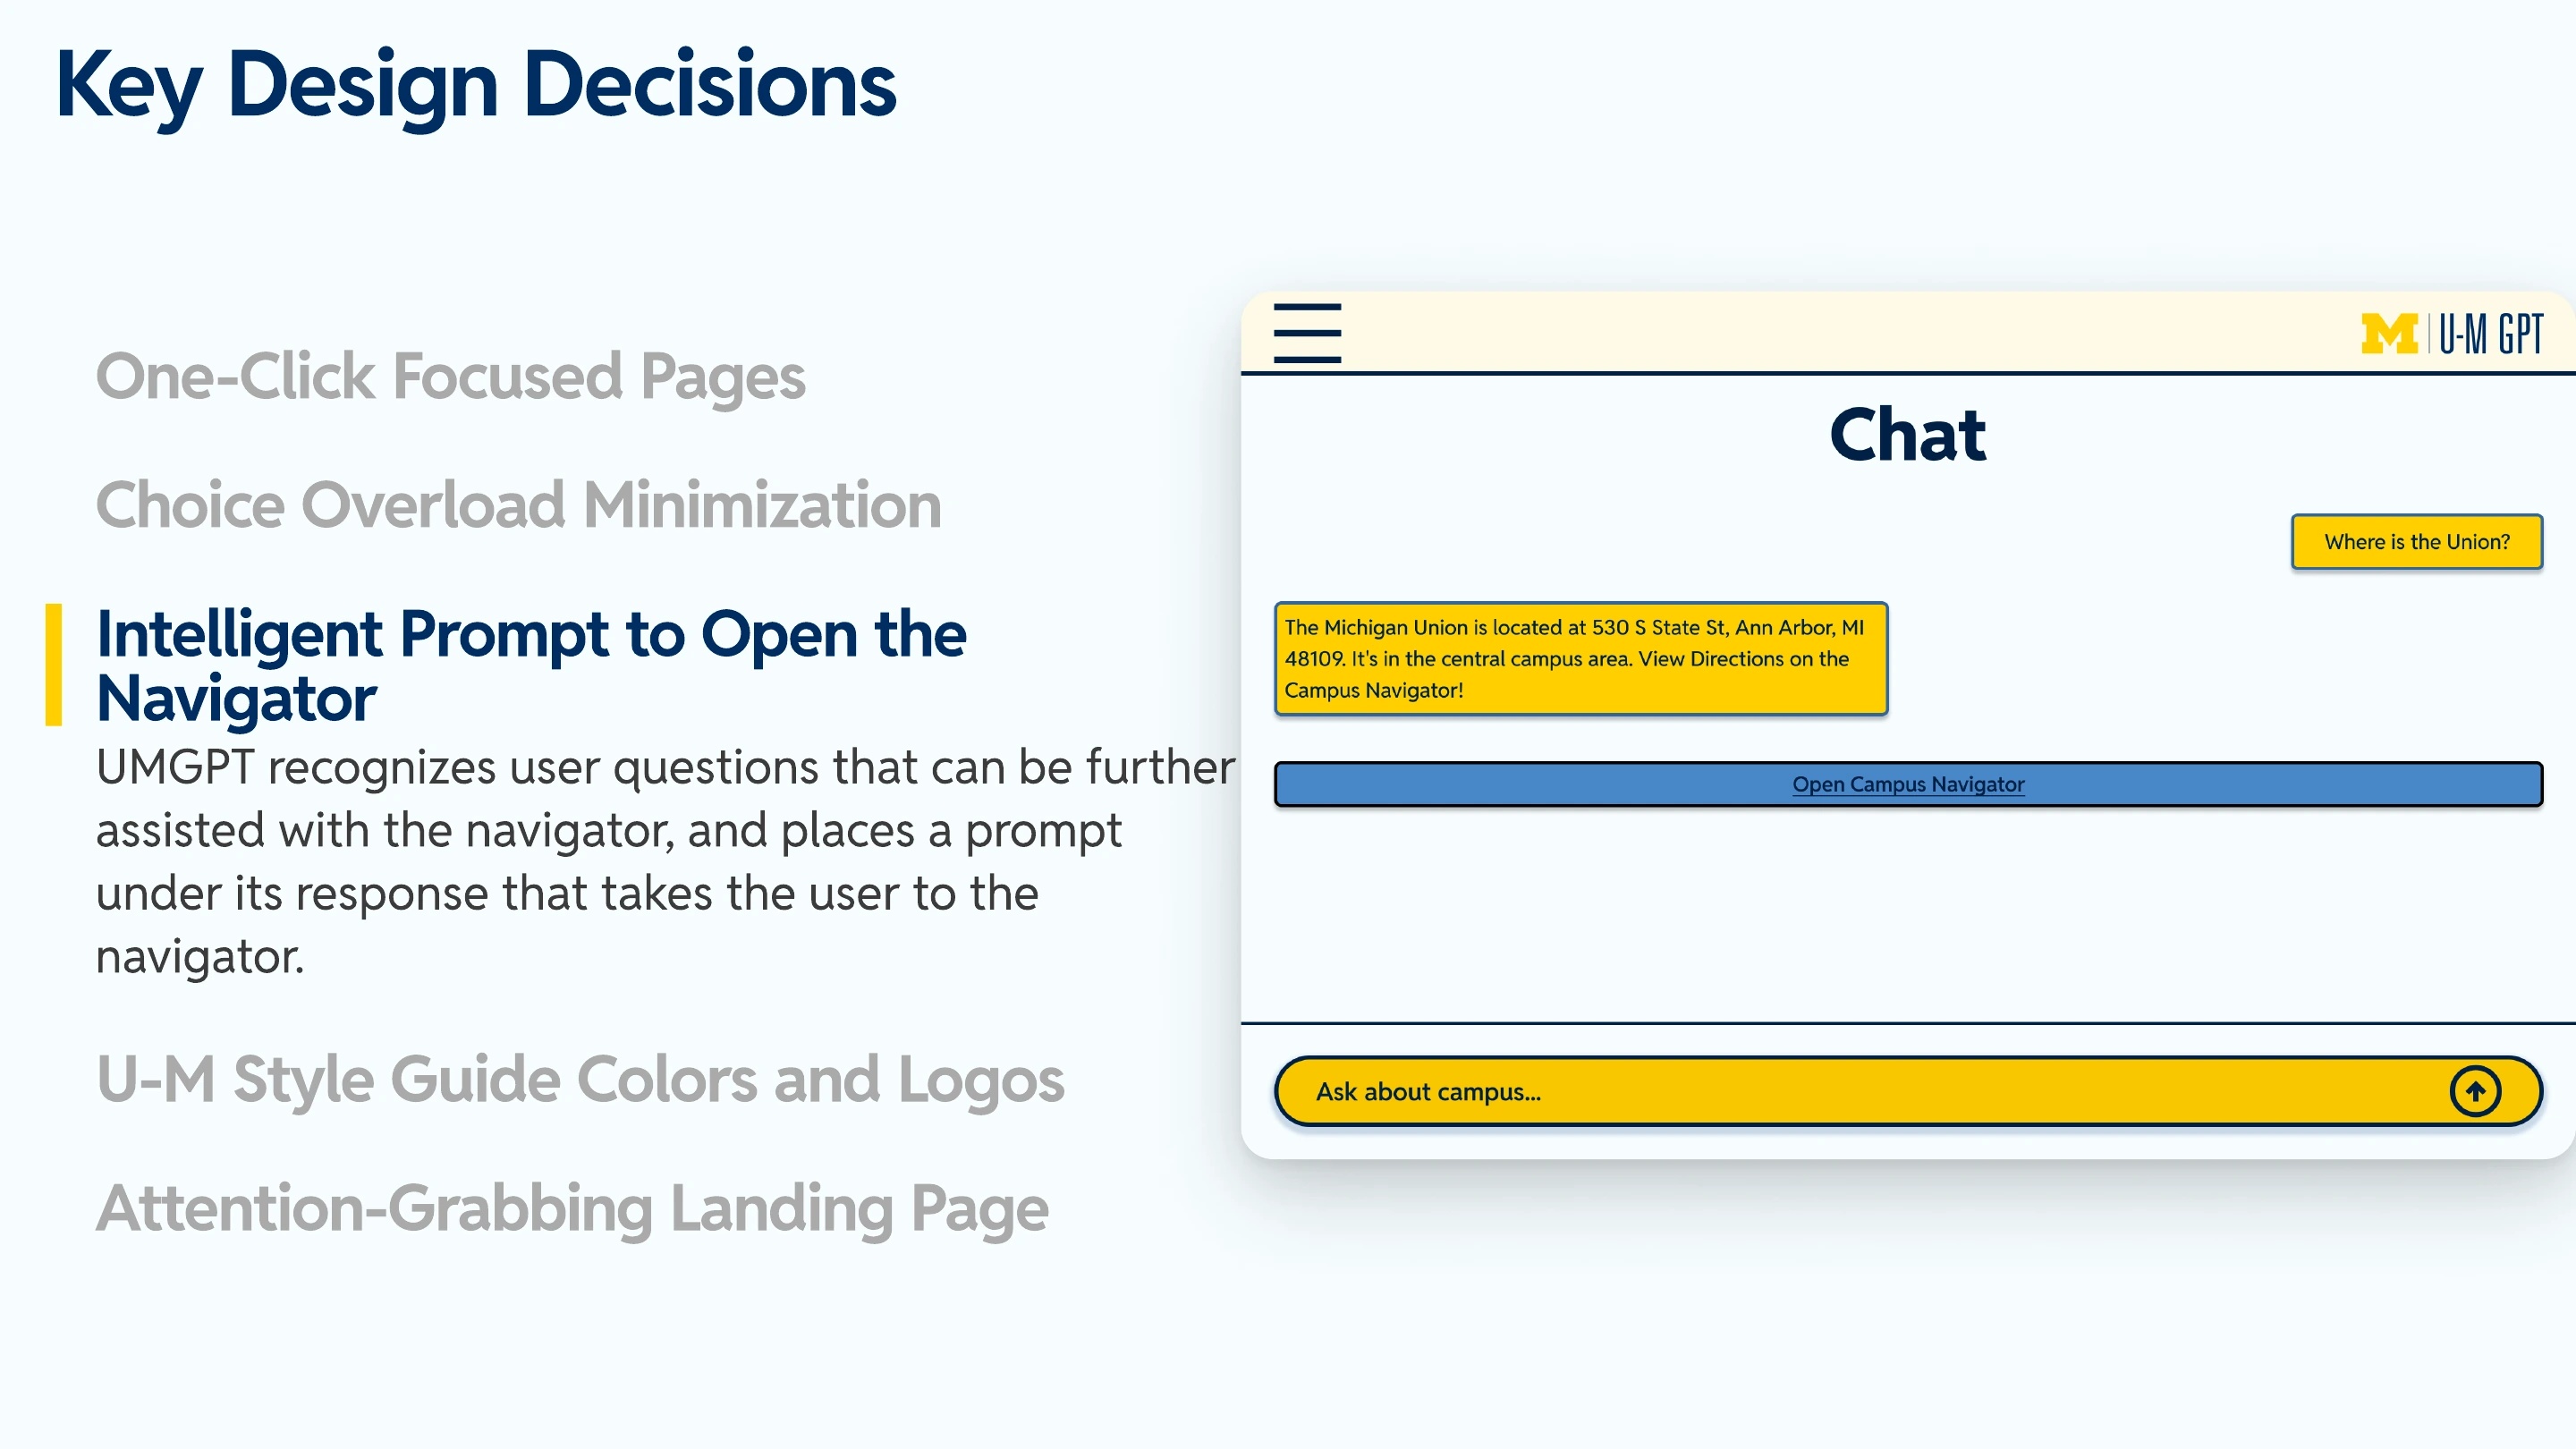 Key Design Decisions
One-Click Focused Pages
Choice Overload Minimization
Intelligent Prompt to Open the
Navigator
UMGPT recognizes user questions that can be further
assisted with the navigator, and places a prompt
under its response that takes the user to the
navigator.
U-M Style Guide Colors and Logos
Attention-Grabbing Landing Page
M U-M GPT
Chat
Where is the Union?
The Michigan Union is located at 530 S State St, Ann Arbor, MI
48109. It's in the central campus area. View Directions on the
Campus Navigator!
Open Campus Navigator
Ask about campus...